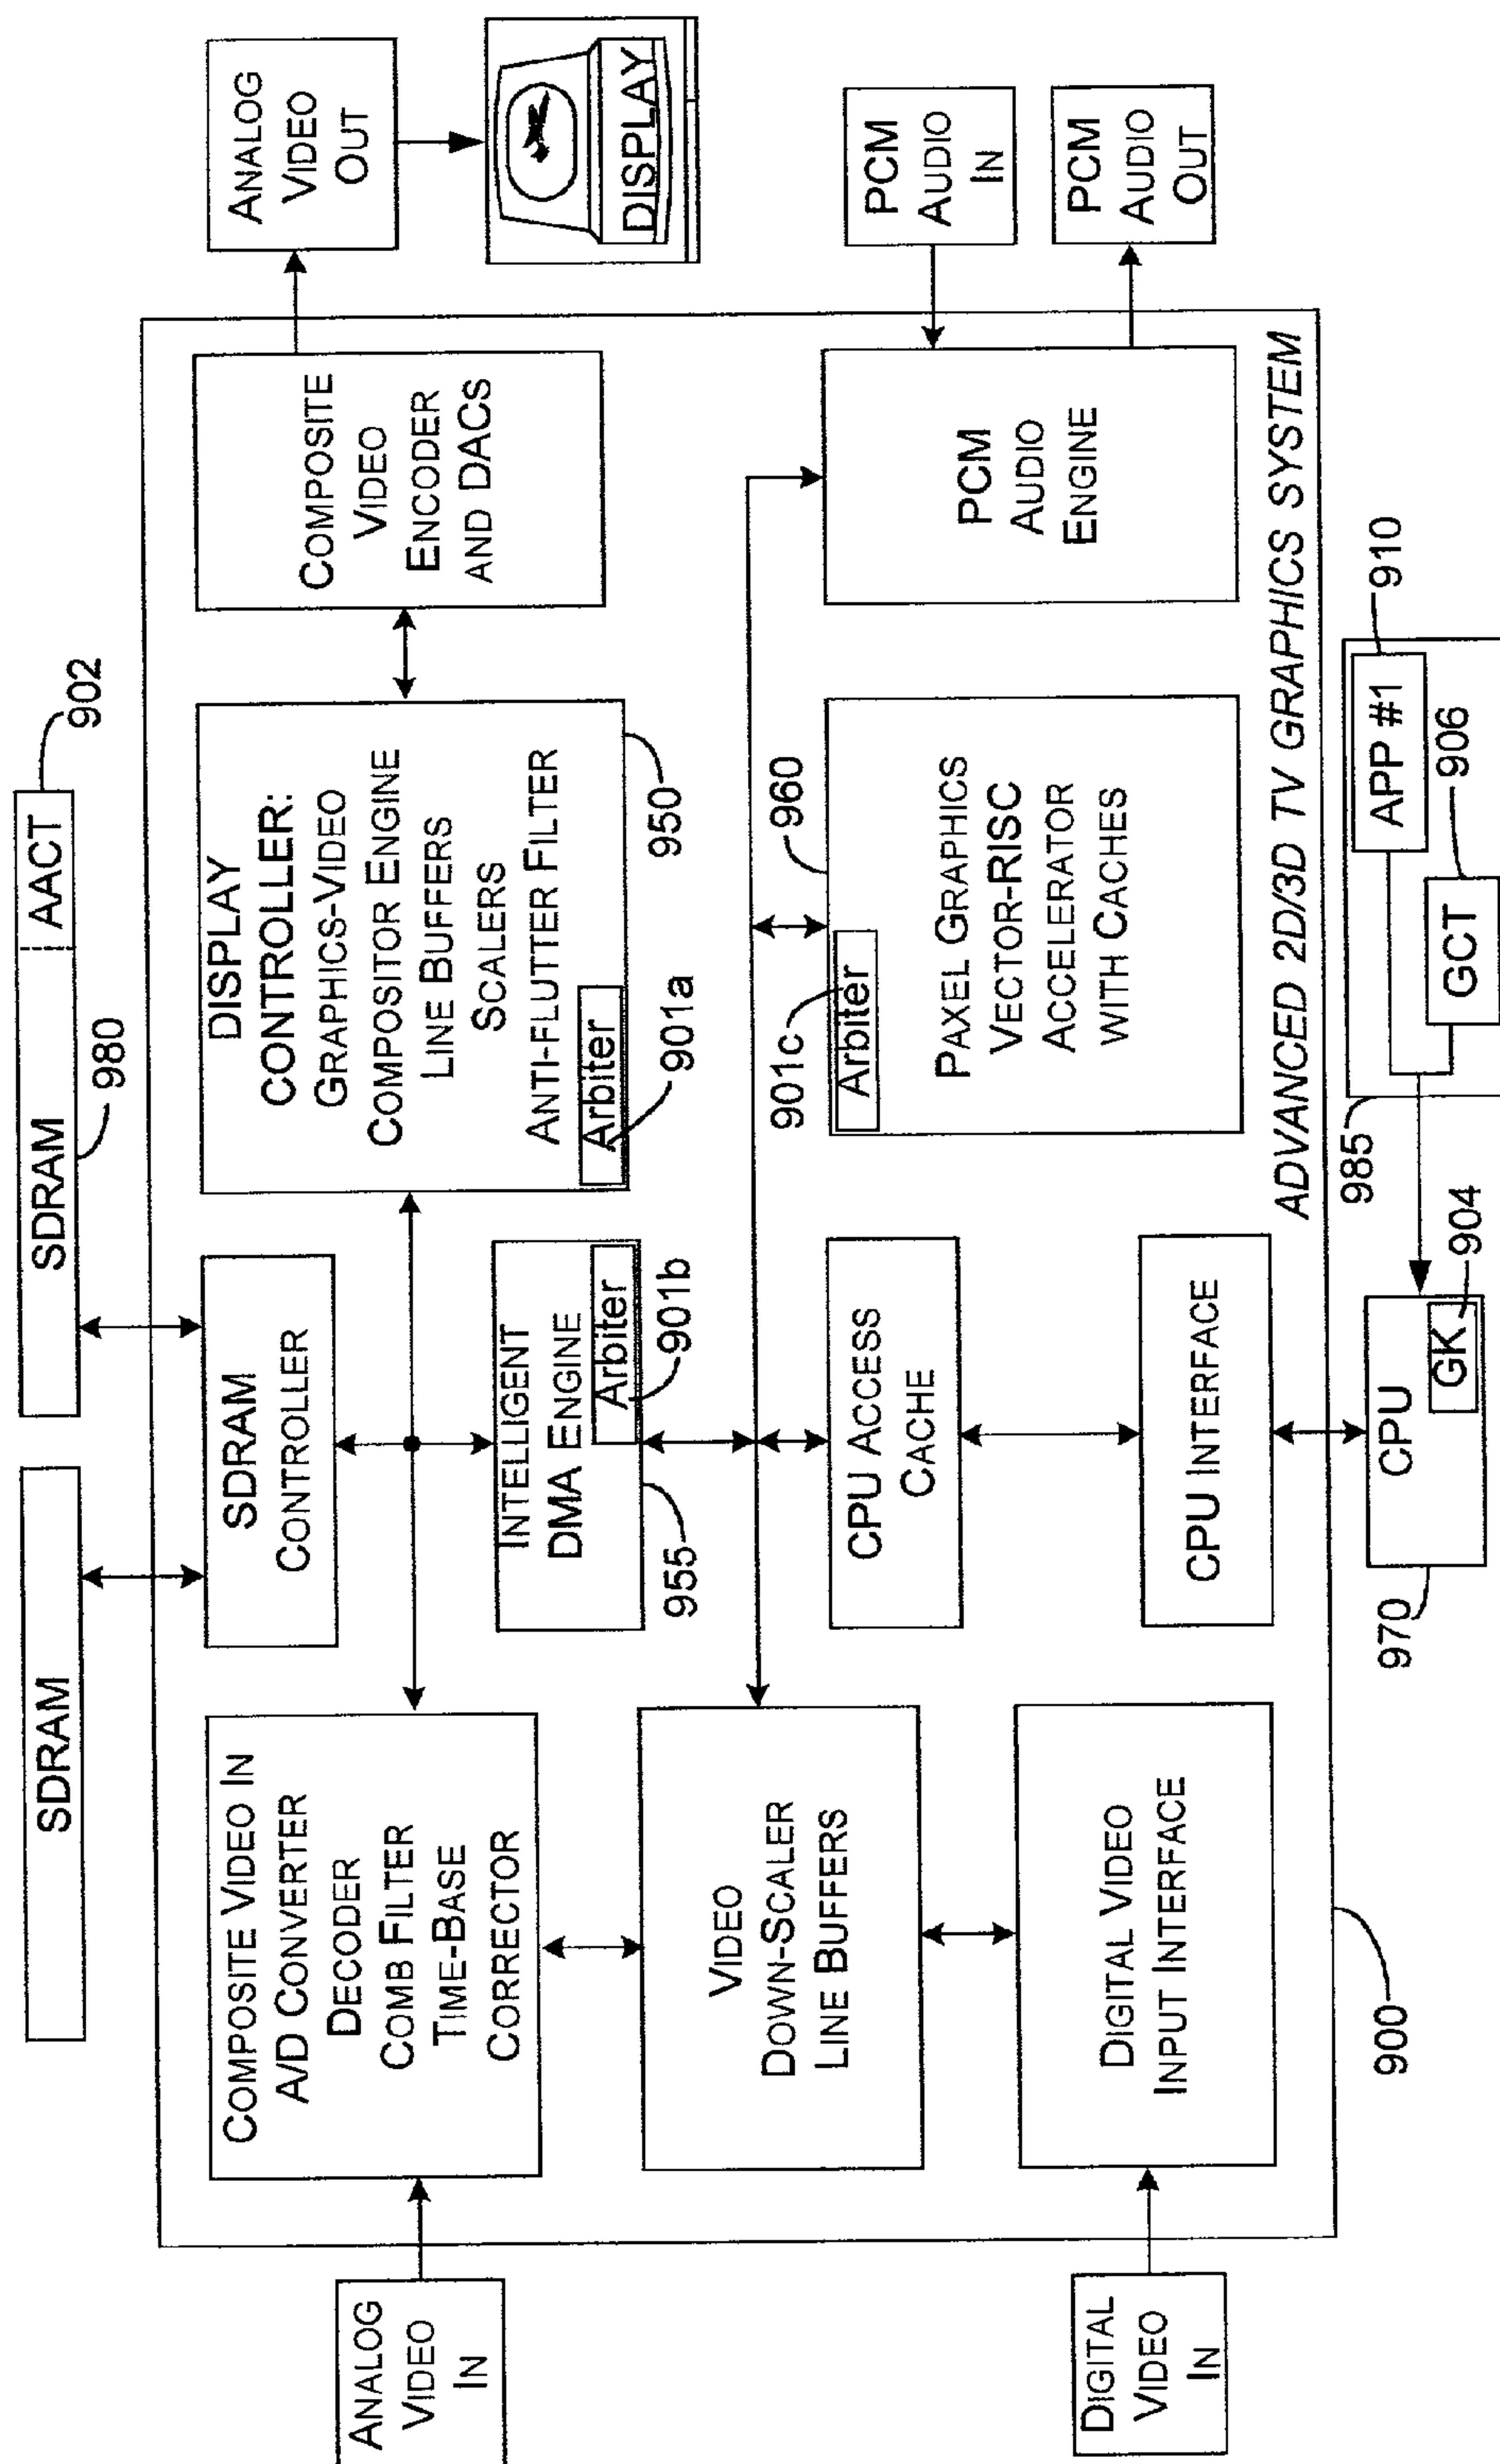 SDRAM
SDRAM
AACT
902
980
ANALOG
VIDEO
IN
COMPOSITE VIDEO IN
A/D CONVERTER
DECODER
COMB FILTER
TIME-BASE
CORRECTOR
SDRAM
CONTROLLER
DISPLAY
CONTROLLER:
GRAPHICS-VIDEO
COMPOSITOR ENGINE
LINE BUFFERS
SCALERS
ANTI-FLUTTER FILTER
Arbiter
901a
950
COMPOSITE
VIDEO
ENCODER
AND DACS
ANALOG
VIDEO
OUT
DISPLAY
INTELLIGENT
DMA ENGINE
Arbiter
901b
955
VIDEO
DOWN-SCALER
LINE BUFFERS
CPU ACCESS
CACHE
901c
960
Arbiter
PAXEL GRAPHICS
VECTOR-RISC
ACCELERATOR
WITH CACHES
PCM
AUDIO
ENGINE
PCM
AUDIO
IN
PCM
AUDIO
OUT
DIGITAL
VIDEO
IN
DIGITAL VIDEO
INPUT INTERFACE
CPU INTERFACE
ADVANCED 2D/3D TV GRAPHICS SYSTEM
900
970
CPU
GK
904
985
APP #1
910
GCT
906